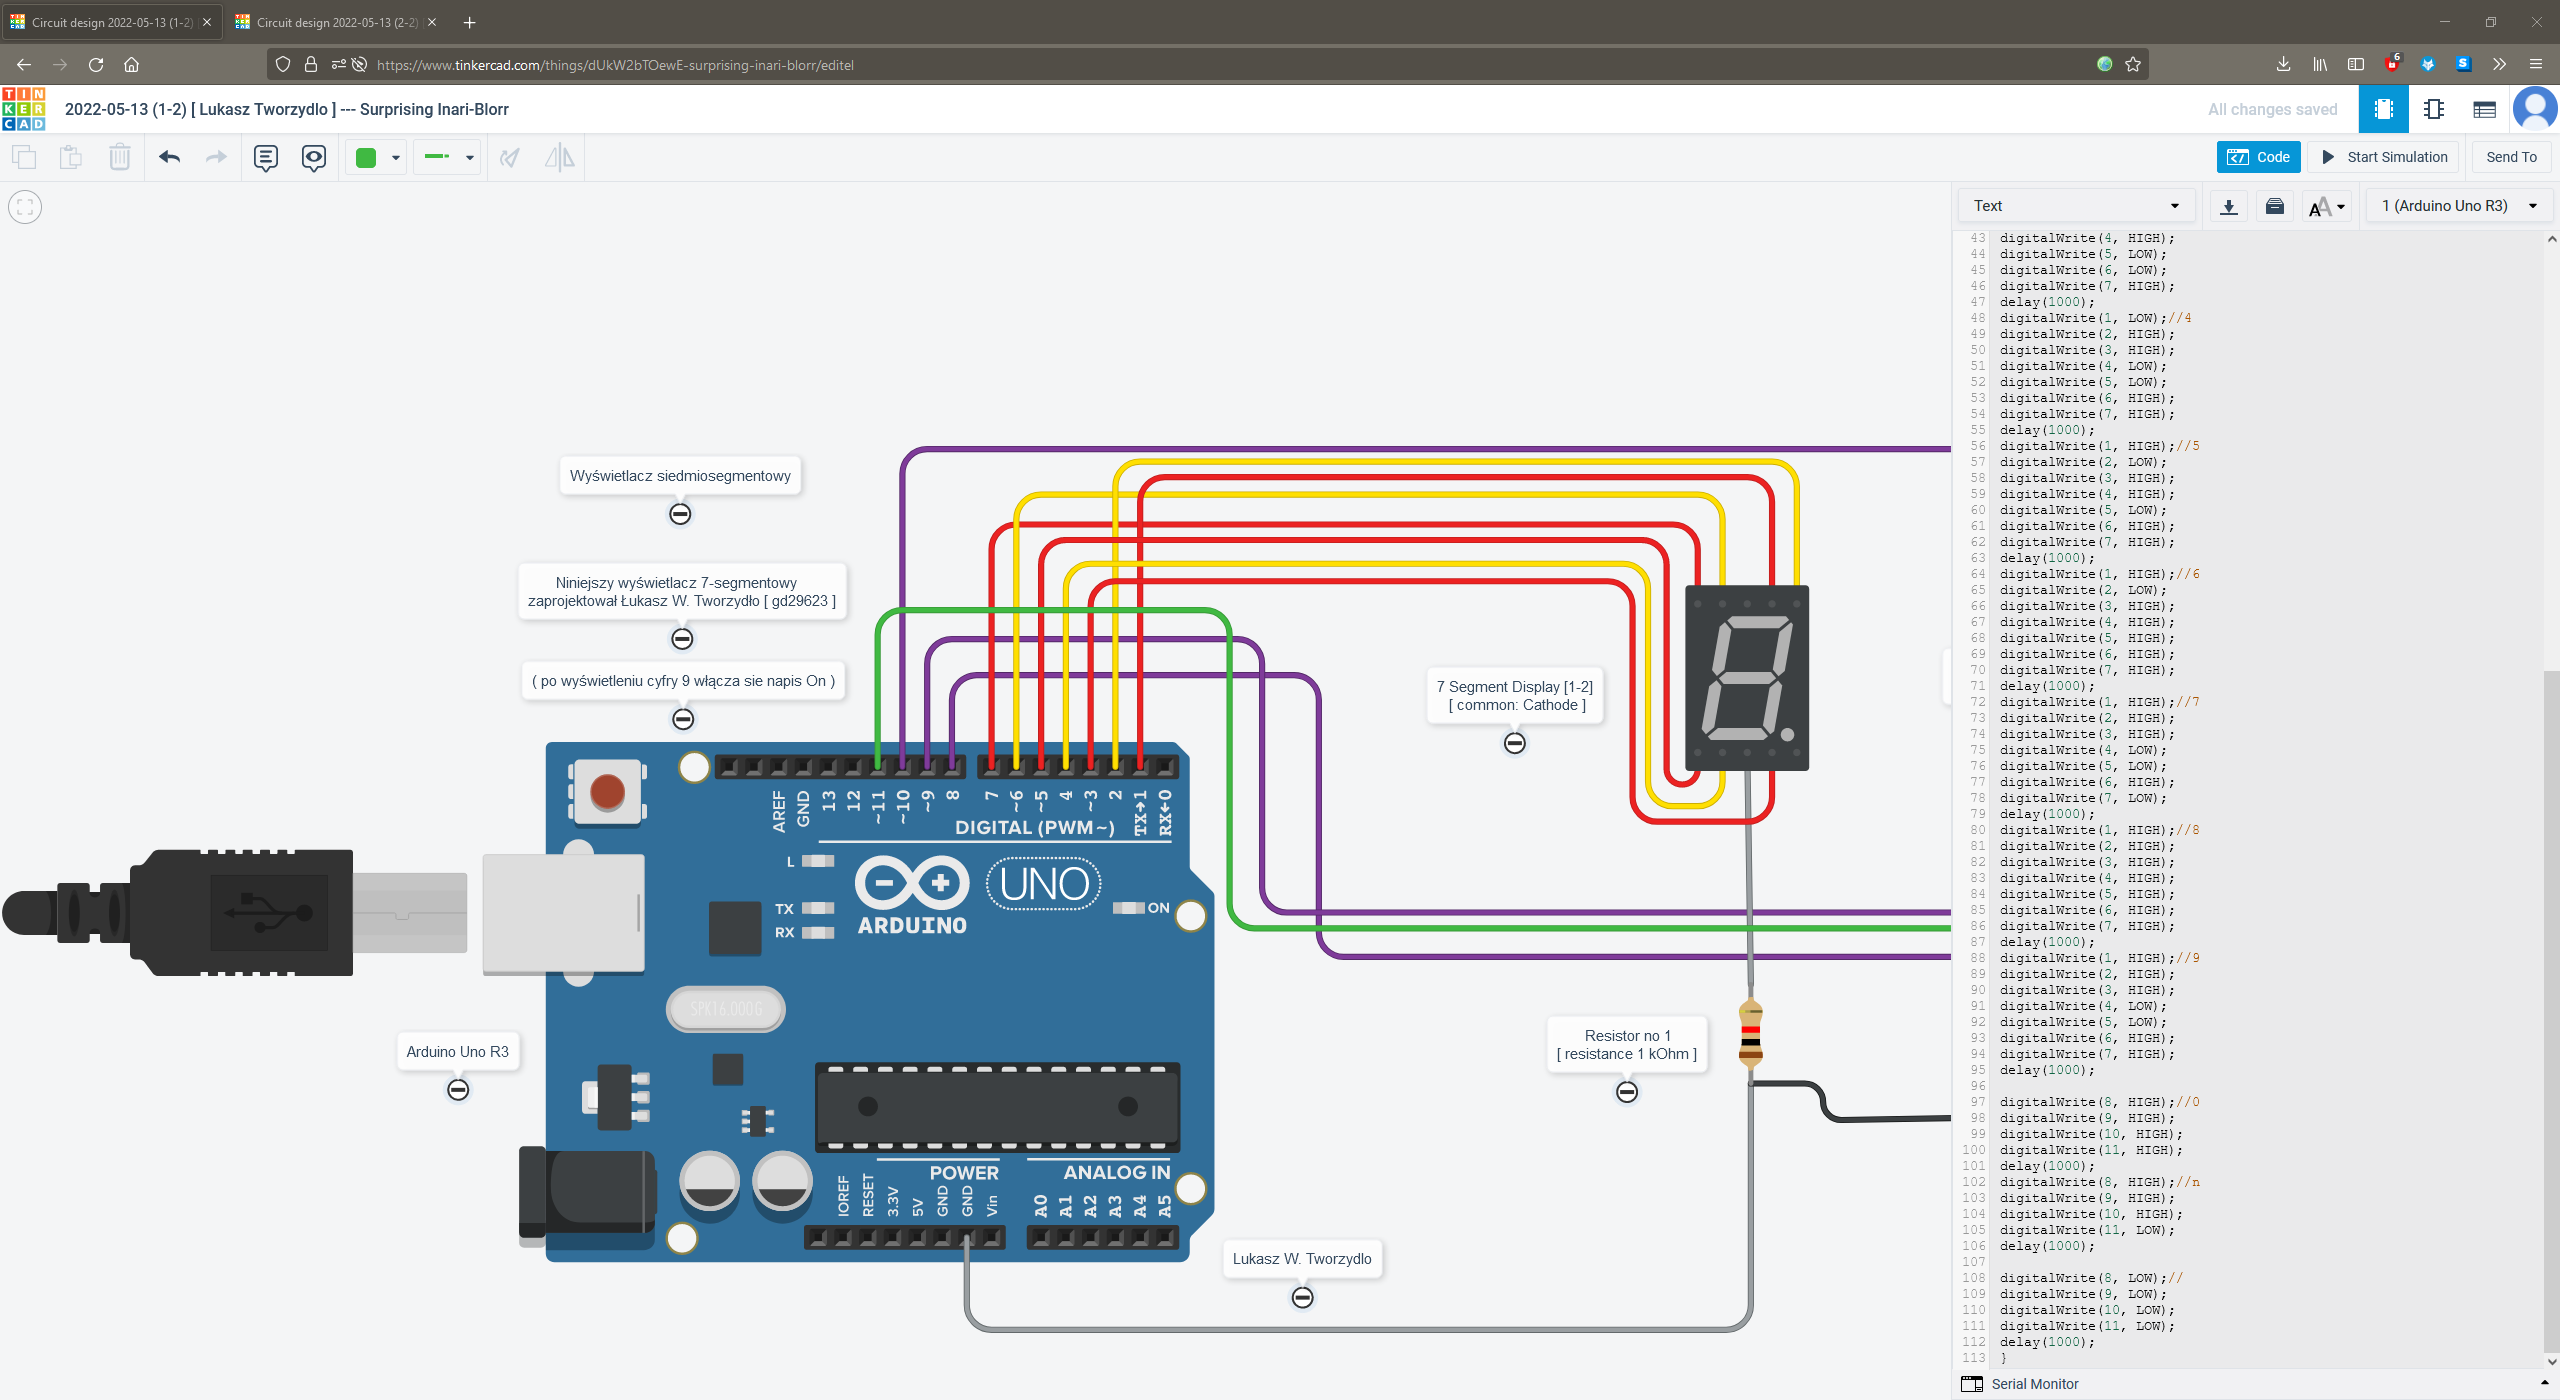 Circuit design 2022-05-13 (1-2)
Circuit design 2022-05-13 (2-2)
https://www.tinkercad.com/things/dUkW2bTOewE-surprising-inari-blorr/editel
6
S
TIN
KER
CAD
2022-05-13 (1-2) [ Lukasz Tworzydlo ] --- Surprising Inari-Blorr
All changes saved
Code
Start Simulation
Send To
Text
AA
1 (Arduino Uno R3)
Wyświetlacz siedmiosegmentowy
Niniejszy wyświetlacz 7-segmentowy
zaprojektował Łukasz W. Tworzydło [ gd29623 ]
( po wyświetleniu cyfry 9 włącza sie napis On )
7 Segment Display [1-2]
[ common: Cathode ]
AREF
GND
13
12
~11
~10
~9
8
7
~6
~5
4
~3
2
TX→1
RX←0
DIGITAL (PWM~)
L
TX
RX
ARDUINO
UNO
ON
SPK16.000G
Arduino Uno R3
Resistor no 1
[ resistance 1 kOhm ]
POWER
ANALOG IN
IOREF
RESET
3.3V
5V
GND
GND
Vin
A0
A1
A2
A3
A4
A5
Lukasz W. Tworzydlo
43 digitalWrite(4, HIGH);
44 digitalWrite(5, LOW);
45 digitalWrite(6, LOW);
46 digitalWrite(7, HIGH);
47 delay(1000);
48 digitalWrite(1, LOW);//4
49 digitalWrite(2, HIGH);
50 digitalWrite(3, HIGH);
51 digitalWrite(4, LOW);
52 digitalWrite(5, LOW);
53 digitalWrite(6, HIGH);
54 digitalWrite(7, HIGH);
55 delay(1000);
56 digitalWrite(1, HIGH);//5
57 digitalWrite(2, LOW);
58 digitalWrite(3, HIGH);
59 digitalWrite(4, HIGH);
60 digitalWrite(5, LOW);
61 digitalWrite(6, HIGH);
62 digitalWrite(7, HIGH);
63 delay(1000);
64 digitalWrite(1, HIGH);//6
65 digitalWrite(2, LOW);
66 digitalWrite(3, HIGH);
67 digitalWrite(4, HIGH);
68 digitalWrite(5, HIGH);
69 digitalWrite(6, HIGH);
70 digitalWrite(7, HIGH);
71 delay(1000);
72 digitalWrite(1, HIGH);//7
73 digitalWrite(2, HIGH);
74 digitalWrite(3, HIGH);
75 digitalWrite(4, LOW);
76 digitalWrite(5, LOW);
77 digitalWrite(6, HIGH);
78 digitalWrite(7, LOW);
79 delay(1000);
80 digitalWrite(1, HIGH);//8
81 digitalWrite(2, HIGH);
82 digitalWrite(3, HIGH);
83 digitalWrite(4, HIGH);
84 digitalWrite(5, HIGH);
85 digitalWrite(6, HIGH);
86 digitalWrite(7, HIGH);
87 delay(1000);
88 digitalWrite(1, HIGH);//9
89 digitalWrite(2, HIGH);
90 digitalWrite(3, HIGH);
91 digitalWrite(4, LOW);
92 digitalWrite(5, LOW);
93 digitalWrite(6, HIGH);
94 digitalWrite(7, HIGH);
95 delay(1000);
96
97 digitalWrite(8, HIGH);//O
98 digitalWrite(9, HIGH);
99 digitalWrite(10, HIGH);
100 digitalWrite(11, HIGH);
101 delay(1000);
102 digitalWrite(8, HIGH);//n
103 digitalWrite(9, HIGH);
104 digitalWrite(10, HIGH);
105 digitalWrite(11, LOW);
106 delay(1000);
107
108 digitalWrite(8, LOW);//
109 digitalWrite(9, LOW);
110 digitalWrite(10, LOW);
111 digitalWrite(11, LOW);
112 delay(1000);
113 }
Serial Monitor